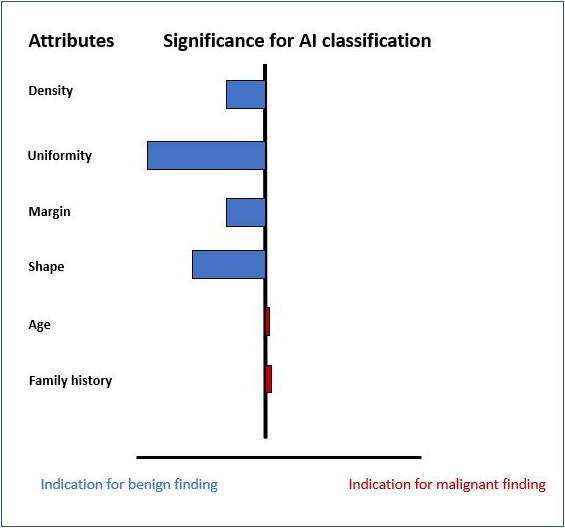 Attributes
Significance for AI classification
Density
Uniformity
Margin
Shape
Age
Family history
Indication for benign finding
Indication for malignant finding